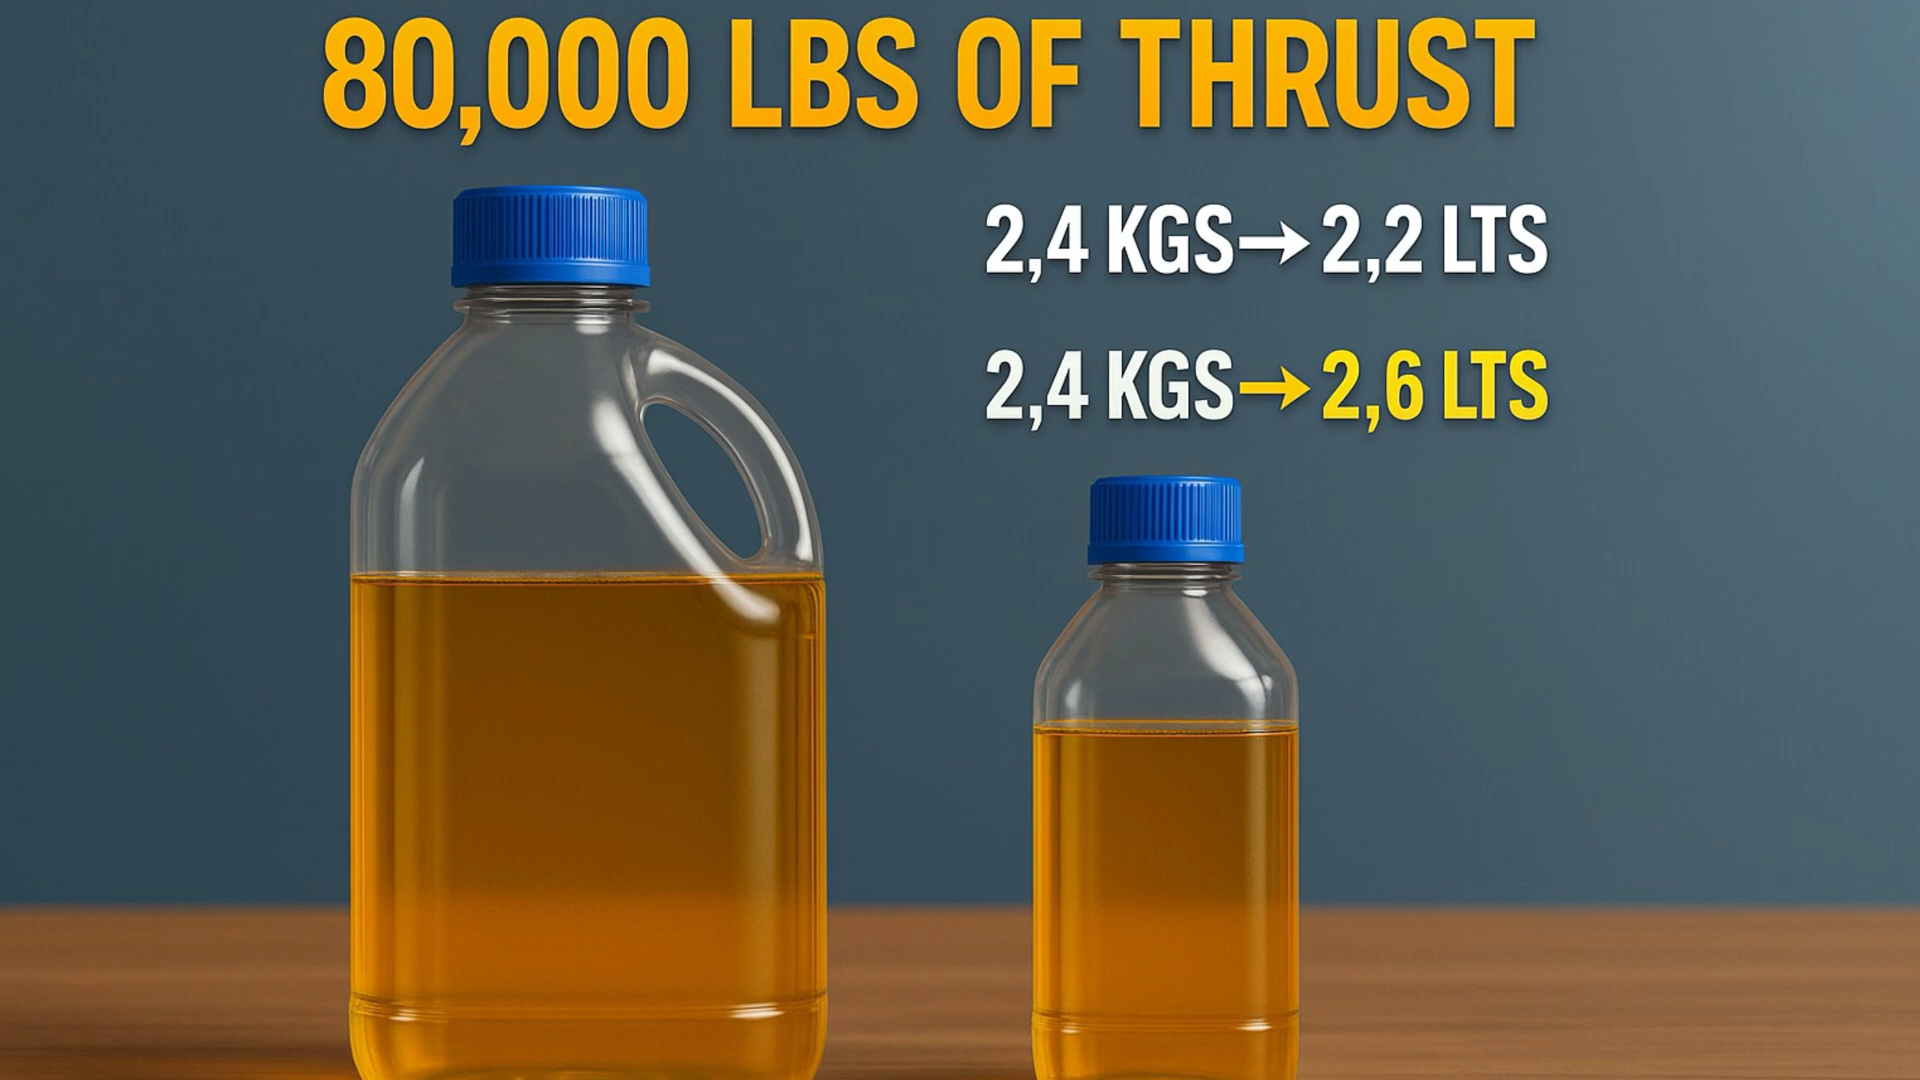 80,000 LBS OF THRUST
2,4 KGS→2,2 LTS
2,4 KGS→2,6 LTS